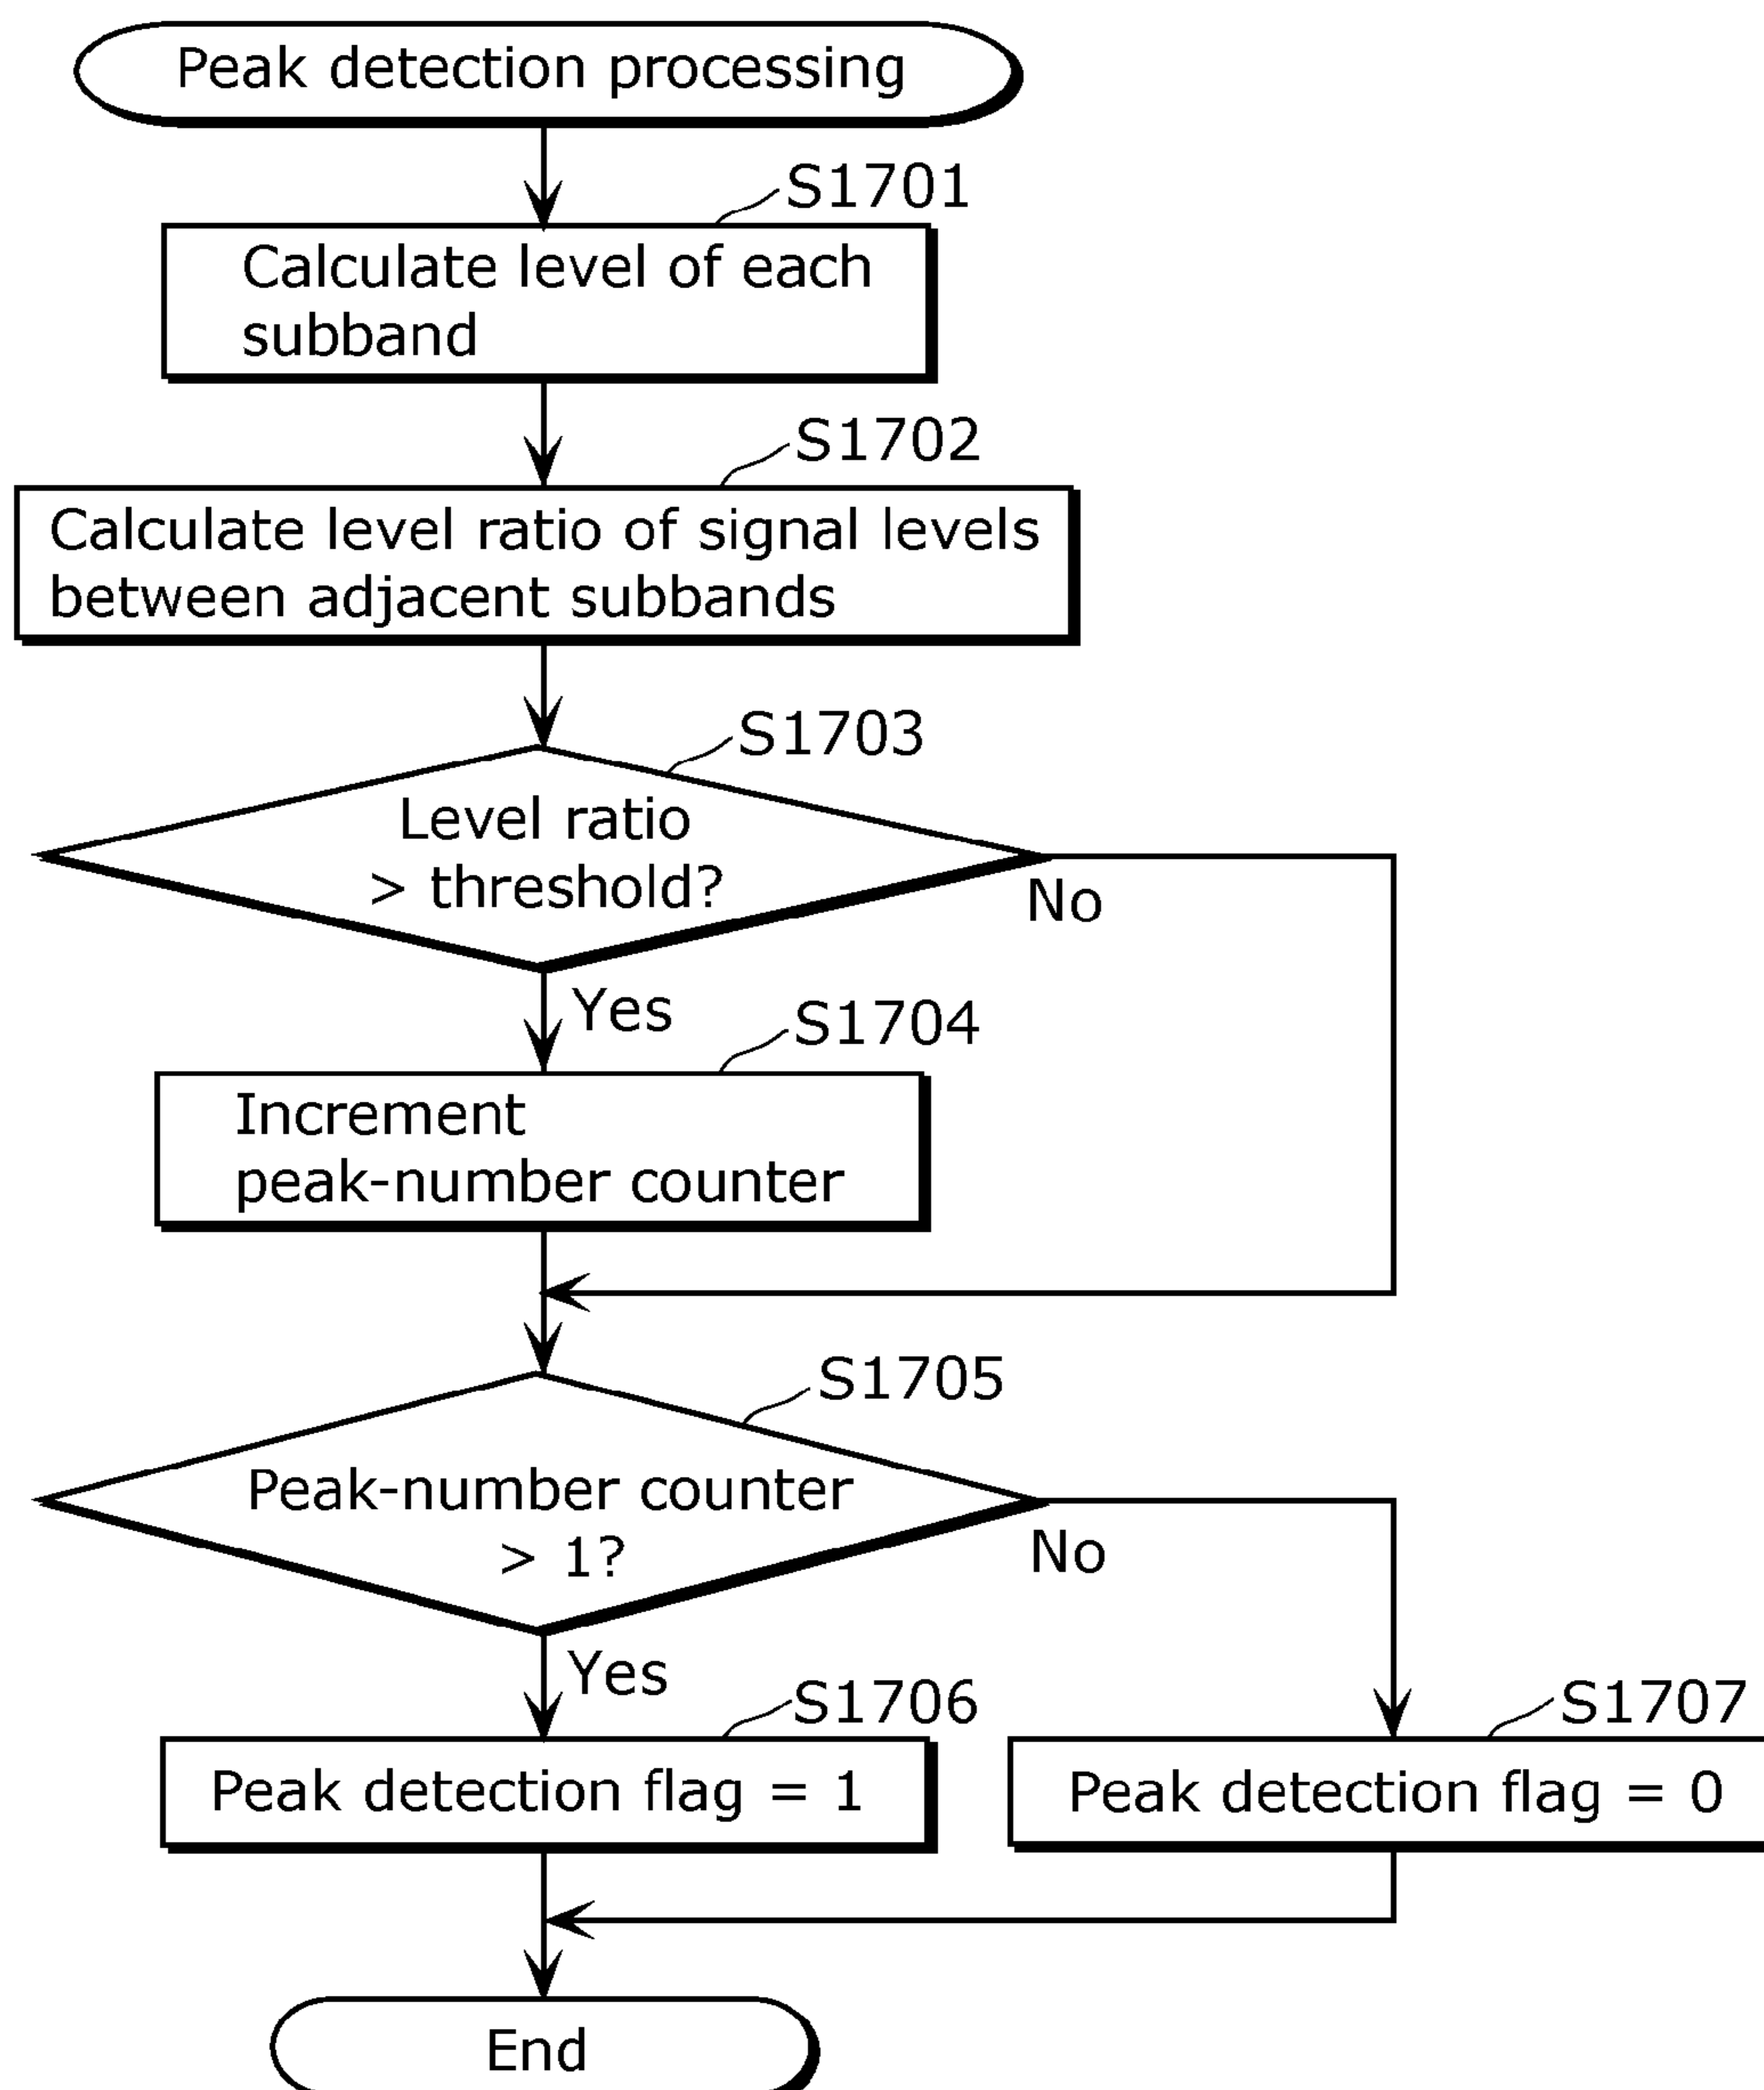 Peak detection processing
S1701
Calculate level of each
subband
S1702
Calculate level ratio of signal levels
between adjacent subbands
S1703
Level ratio
> threshold?
No
Yes
S1704
Increment
peak-number counter
S1705
Peak-number counter
> 1?
No
Yes
S1706
S1707
Peak detection flag = 1
Peak detection flag = 0
End